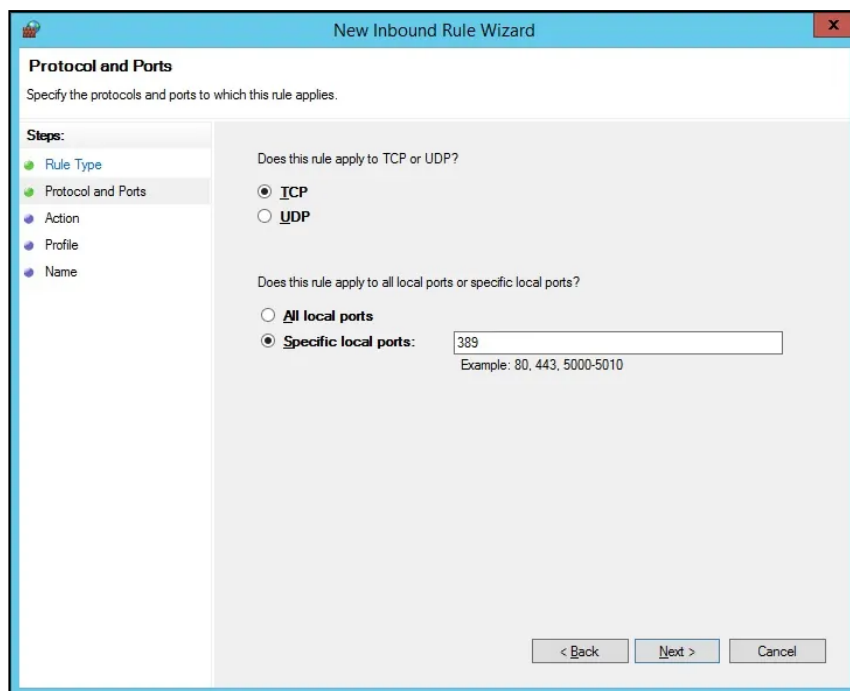 New Inbound Rule Wizard
x
Protocol and Ports
Specify the protocols and ports to which this rule applies.
Steps:
Rule Type
Protocol and Ports
Action
Profile
Name
Does this rule apply to TCP or UDP?
TCP
UDP
Does this rule apply to all local ports or specific local ports?
All local ports
Specific local ports: 389
Example: 80, 443, 5000-5010
< Back Next > Cancel